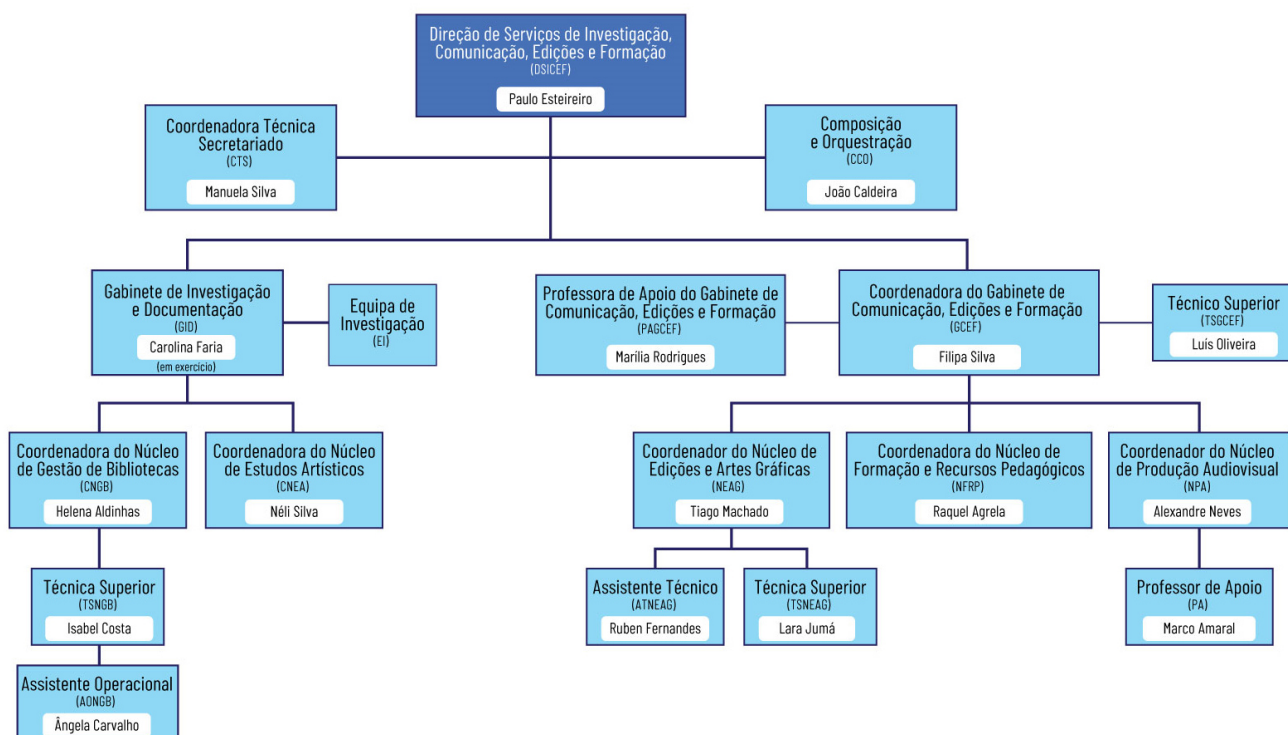 Direção de Serviços de Investigação,
Comunicação, Edições e Formação
(DSICEF)
Paulo Esteireiro
Coordenadora Técnica
Secretariado
(CTS)
Manuela Silva
Composição
e Orquestração
(CCO)
João Caldeira
Gabinete de Investigação
e Documentação
(GID)
Carolina Faria
(em exercício)
Equipa de
Investigação
(EI)
Professora de Apoio do Gabinete de
Comunicação, Edições e Formação
(PAGCEF)
Marília Rodrigues
Coordenadora do Gabinete de
Comunicação, Edições e Formação
(GCEF)
Filipa Silva
Técnico Superior
(TSGCEF)
Luís Oliveira
Coordenadora do Núcleo
de Gestão de Bibliotecas
(CNGB)
Helena Aldinhas
Coordenadora do Núcleo
de Estudos Artísticos
(CNEA)
Néli Silva
Coordenador do Núcleo de
Edições e Artes Gráficas
(NEAG)
Tiago Machado
Coordenadora do Núcleo de
Formação e Recursos Pedagógicos
(NFRP)
Raquel Agrela
Coordenador do Núcleo
de Produção Audiovisual
(NPA)
Alexandre Neves
Técnica Superior
(TSNGB)
Isabel Costa
Assistente Técnico
(ATNEAG)
Ruben Fernandes
Técnica Superior
(TSNEAG)
Lara Jumá
Professor de Apoio
(PA)
Marco Amaral
Assistente Operacional
(AONGB)
Ângela Carvalho